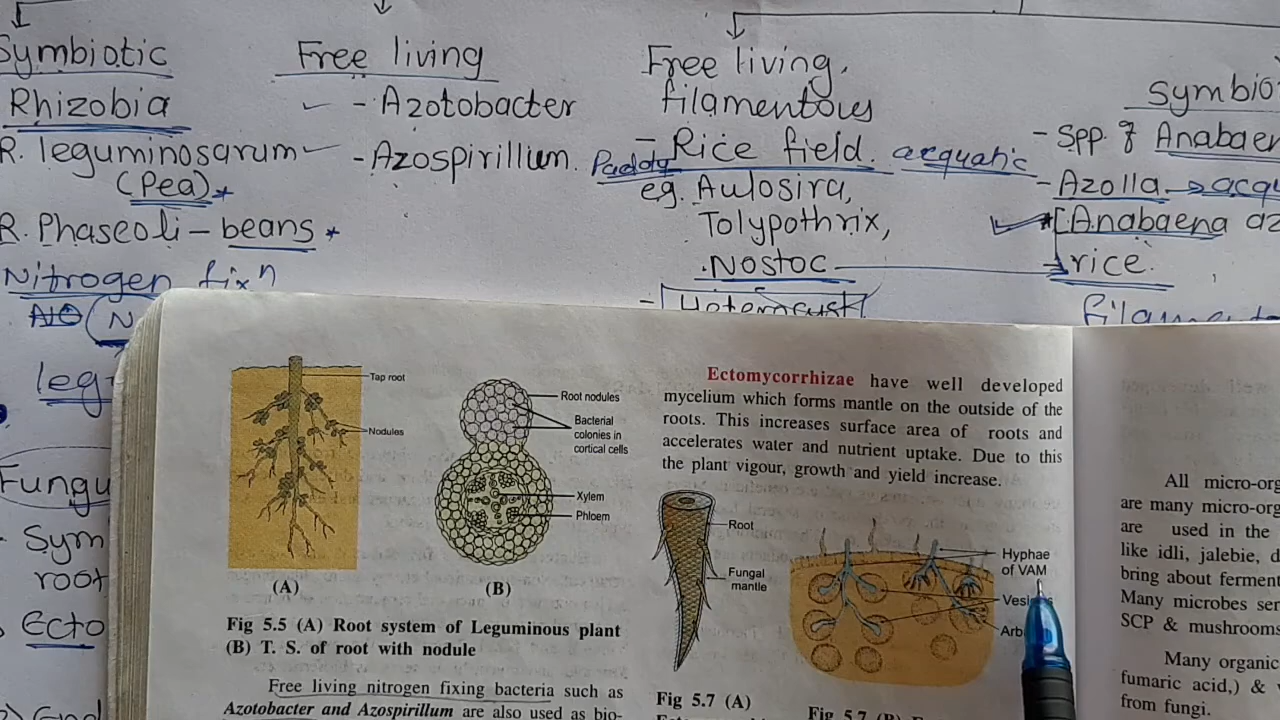 Symbiotic
Rhizobia
R. leguminosarum
(Pea)
R. Phaseoli - beans
Nitrogen fixn
leg
Fungu
Sym
root
Ecto
Free living
- Azotobacter
- Azospirillum
Free living,
filamentous
- Rice field. acquatic
Paddy
eg. Aulosira,
Tolypothrix,
Nostoc
- Heterocyst
symbio
- Spp. of Anabaen
- Azolla → acqu
[Anabaena az
→ rice.
Tap root
Nodules
(A)
Root nodules
Bacterial
colonies in
cortical cells
Xylem
Phloem
(B)
Fig 5.5 (A) Root system of Leguminous plant
(B) T. S. of root with nodule
Free living nitrogen fixing bacteria such as
Azotobacter and Azospirillum are also used as bio-
Ectomycorrhizae have well developed
mycelium which forms mantle on the outside of the
roots. This increases surface area of roots and
accelerates water and nutrient uptake. Due to this
the plant vigour, growth and yield increase.
Root
Fungal
mantle
Hyphae
of VAM
Fig 5.7 (A)
Fig 5.7 (B)
All micro-org
are many micro-org
are used in the
like idli, jalebie, d
bring about ferment
Many microbes ser
SCP & mushrooms
Many organic
fumaric acid,) &
from fungi.